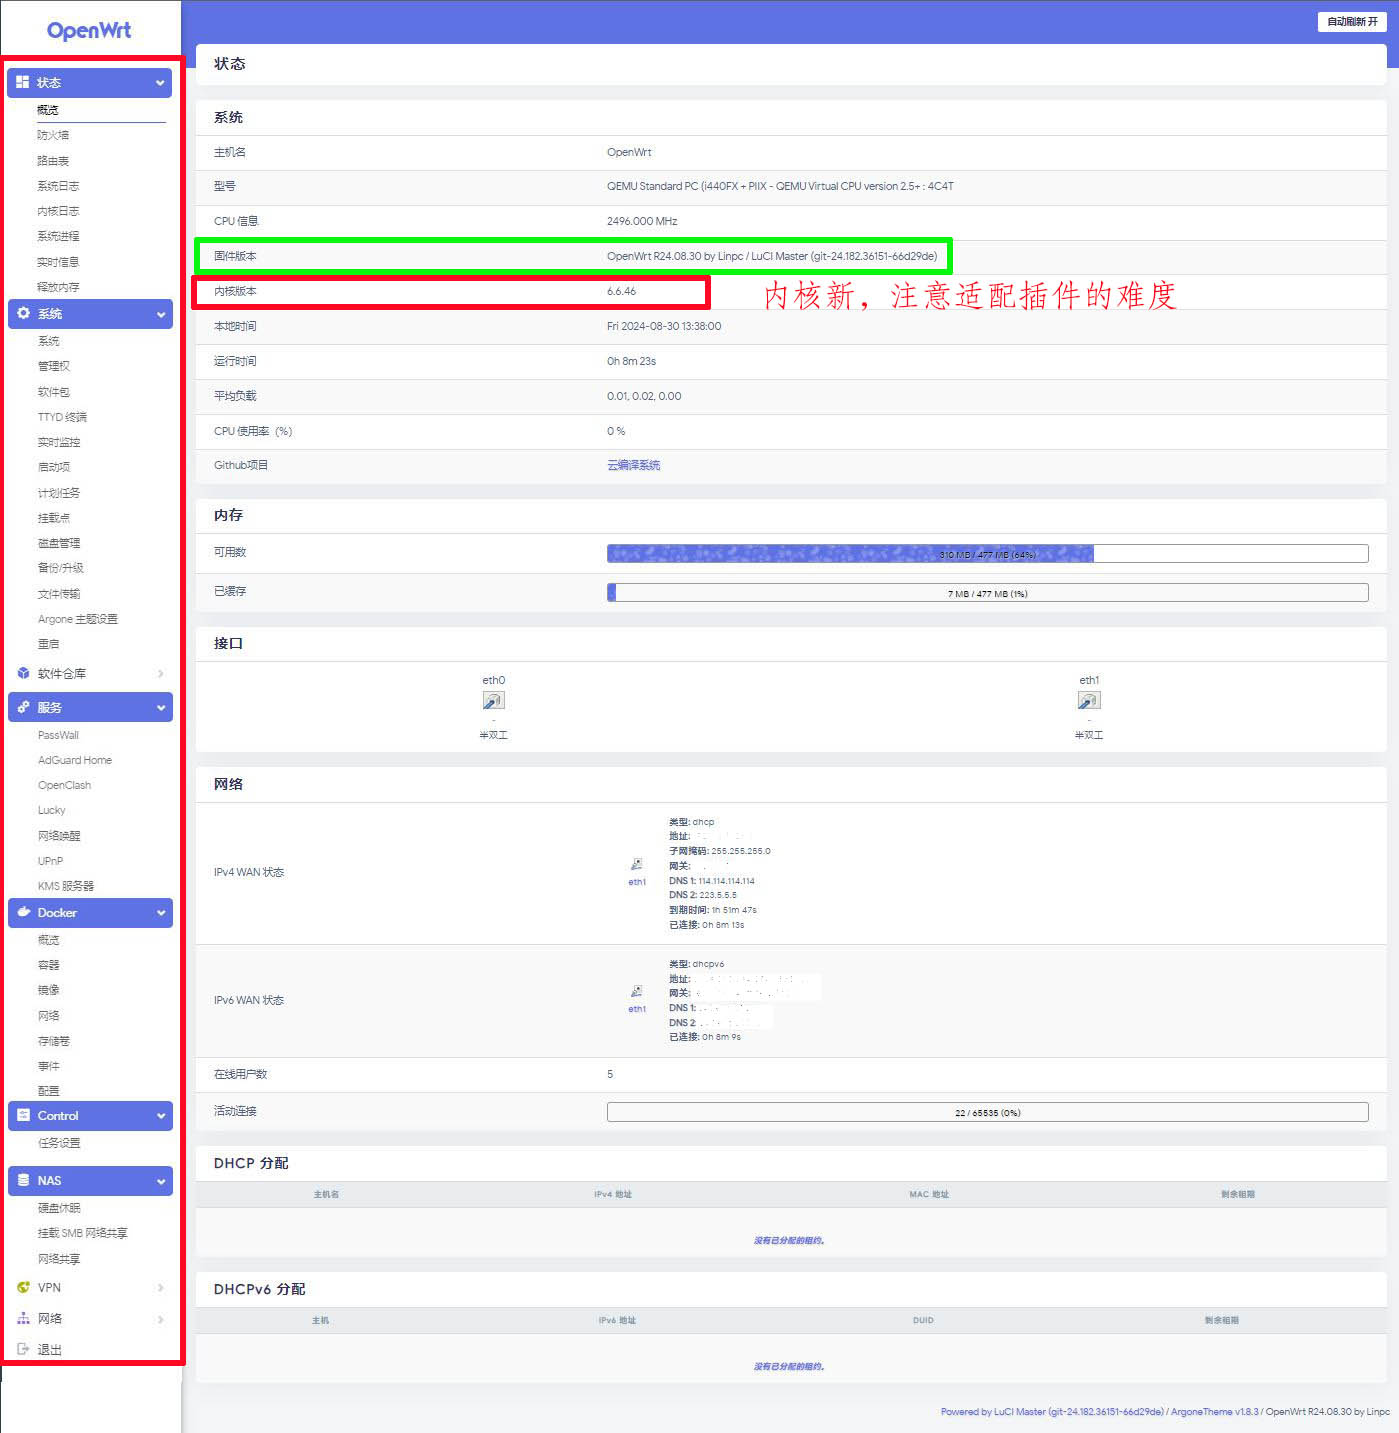 OpenWrt
自动刷新 开
状态
概览
防火墙
路由表
系统日志
内核日志
系统进程
实时信息
释放内存
系统
系统
管理权
软件包
TTYD 终端
实时监控
启动项
计划任务
挂载点
磁盘管理
备份/升级
文件传输
Argone 主题设置
重启
软件仓库
服务
PassWall
AdGuard Home
OpenClash
Lucky
网络唤醒
UPnP
KMS 服务器
Docker
概览
容器
镜像
网络
存储卷
事件
配置
Control
任务设置
NAS
硬盘休眠
挂载 SMB 网络共享
网络共享
VPN
网络
退出
状态
系统
主机名 OpenWrt
型号 QEMU Standard PC (i440FX + PIIX - QEMU Virtual CPU version 2.5+ : 4C4T
CPU 信息 2496.000 MHz
固件版本 OpenWrt R24.08.30 by Linpc / LuCI Master (git-24.182.36151-66d29de)
内核版本 6.6.46 内核新，注意适配插件的难度
本地时间 Fri 2024-08-30 13:38:00
运行时间 0h 8m 23s
平均负载 0.01, 0.02, 0.00
CPU 使用率（%） 0 %
Github项目 云编译系统
内存
可用数 310 MB / 477 MB (64%)
已缓存 7 MB / 477 MB (1%)
接口
eth0 eth1
- -
半双工 半双工
网络
IPv4 WAN 状态
eth1
类型: dhcp
地址:
子网掩码: 255.255.255.0
网关:
DNS 1: 114.114.114.114
DNS 2: 223.5.5.5
到期时间: 1h 51m 47s
已连接: 0h 8m 13s
IPv6 WAN 状态
eth1
类型: dhcpv6
地址:
网关:
DNS 1:
DNS 2:
已连接: 0h 8m 9s
在线用户数 5
活动连接 22 / 65535 (0%)
DHCP 分配
主机名 IPv4 地址 MAC 地址 剩余租期
没有已分配的租约。
DHCPv6 分配
主机 IPv6 地址 DUID 剩余租期
没有已分配的租约。
Powered by LuCI Master (git-24.182.36151-66d29de) / ArgoneTheme v1.8.3 / OpenWrt R24.08.30 by Linpc